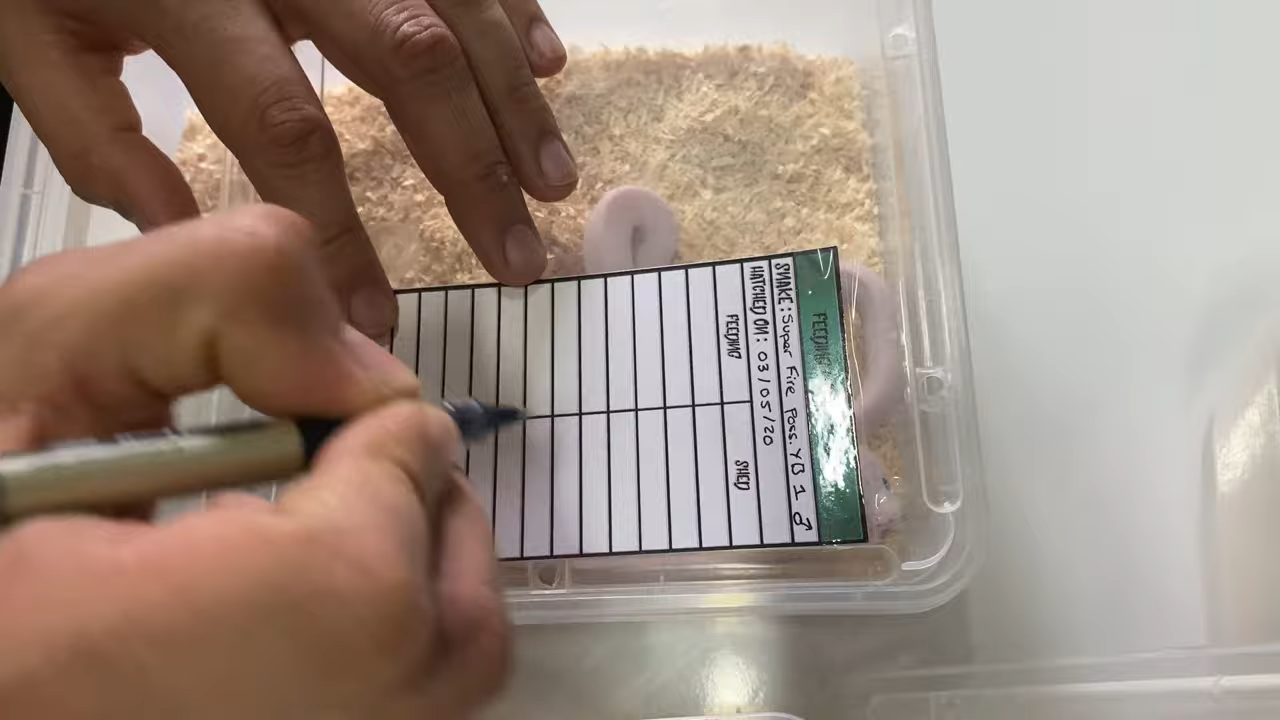 FEEDING
SNAKE: Super Fire Poss. YB 1 ♂
HATCHED ON: 03/05/20
FEEDING SHED